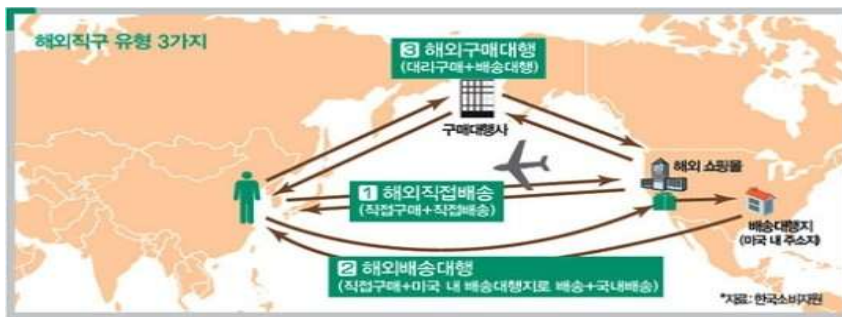 해외직구 유형 3가지
3 해외구매대행
(대리구매+배송대행)
구매대행사
해외 쇼핑몰
1 해외직접배송
(직접구매+직접배송)
배송대행지
(미국 내 주소지)
2 해외배송대행
(직접구매+미국 내 배송대행지로 배송+국내배송)
*자료: 한국소비자원